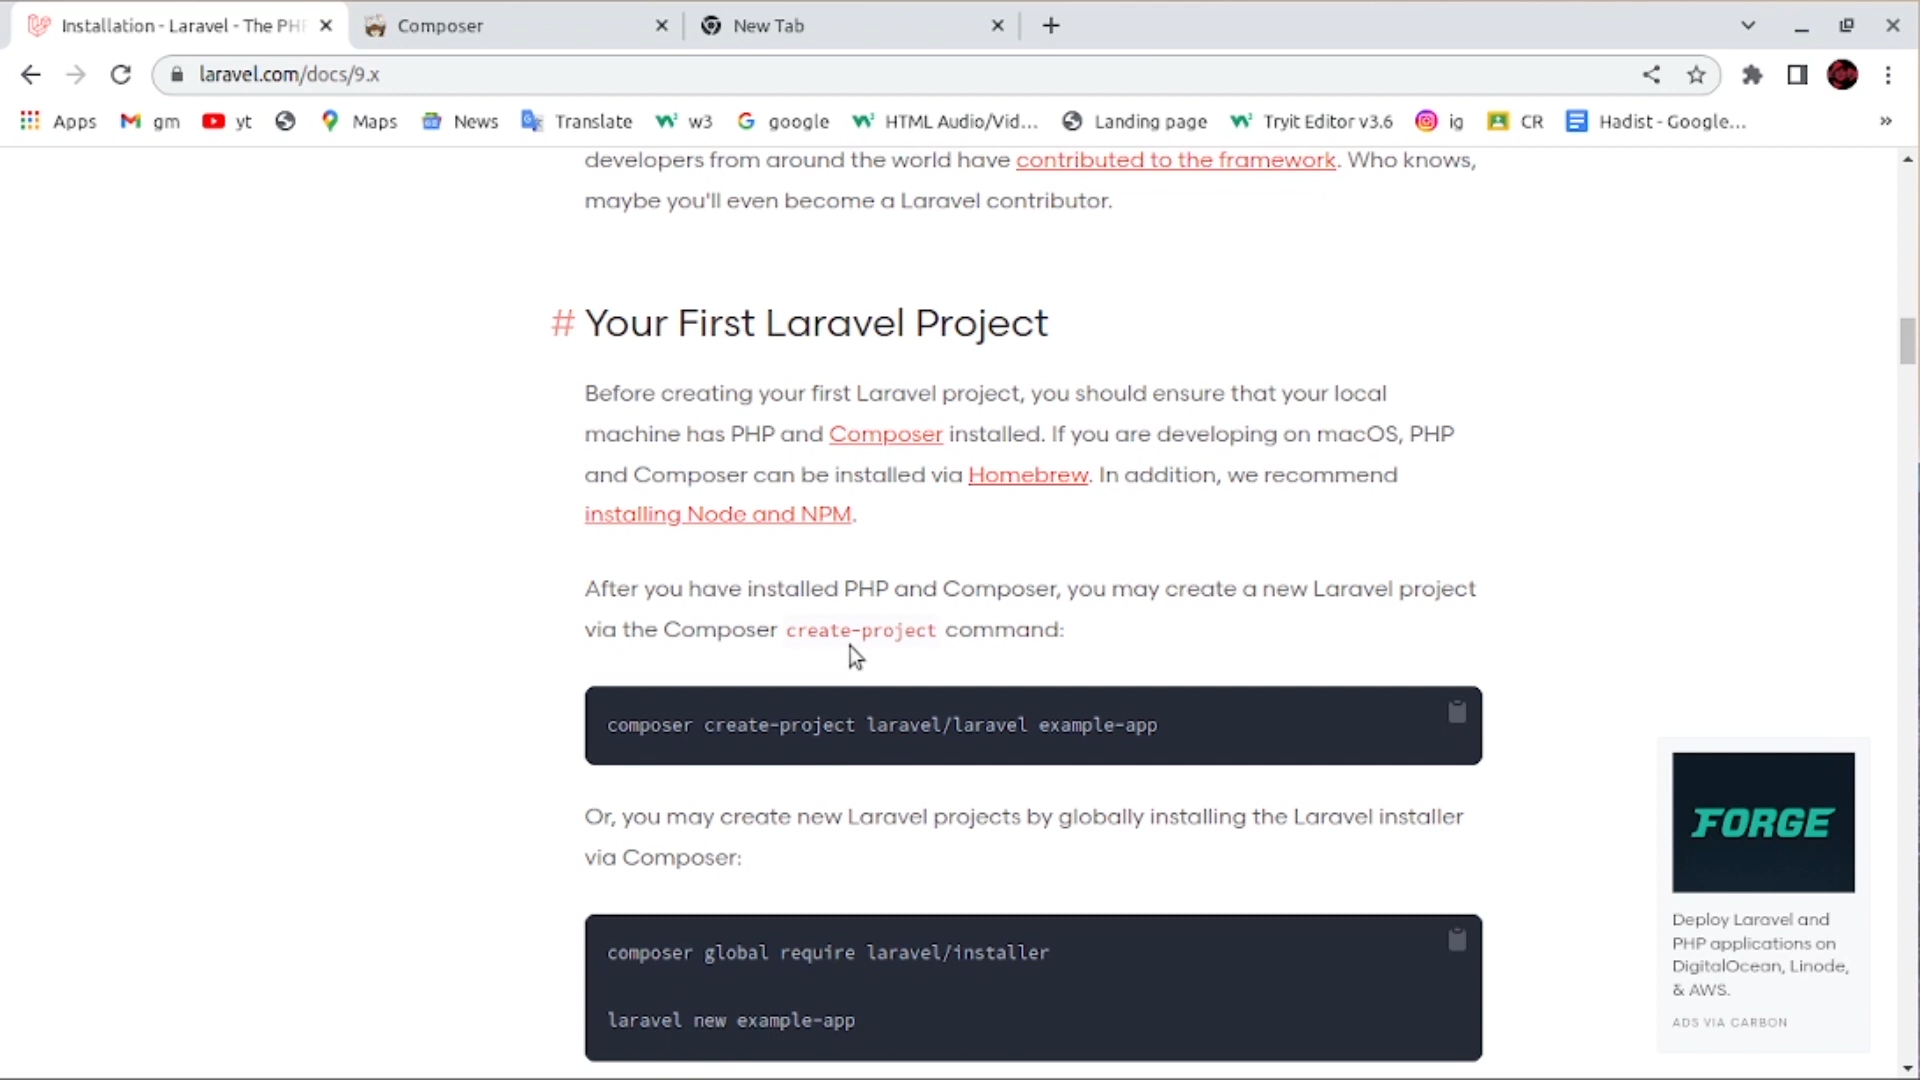 Installation - Laravel - The PH
Composer
New Tab
laravel.com/docs/9.x
Apps
gm
yt
Maps
News
Translate
w3
google
HTML Audio/Vid...
Landing page
Tryit Editor v3.6
ig
CR
Hadist - Google...
»
developers from around the world have contributed to the framework. Who knows,
maybe you'll even become a Laravel contributor.
# Your First Laravel Project
Before creating your first Laravel project, you should ensure that your local
machine has PHP and Composer installed. If you are developing on macOS, PHP
and Composer can be installed via Homebrew. In addition, we recommend
installing Node and NPM.
After you have installed PHP and Composer, you may create a new Laravel project
via the Composer create-project command:
composer create-project laravel/laravel example-app
Or, you may create new Laravel projects by globally installing the Laravel installer
via Composer:
composer global require laravel/installer
laravel new example-app
FORGE
Deploy Laravel and
PHP applications on
DigitalOcean, Linode,
& AWS.
ADS VIA CARBON